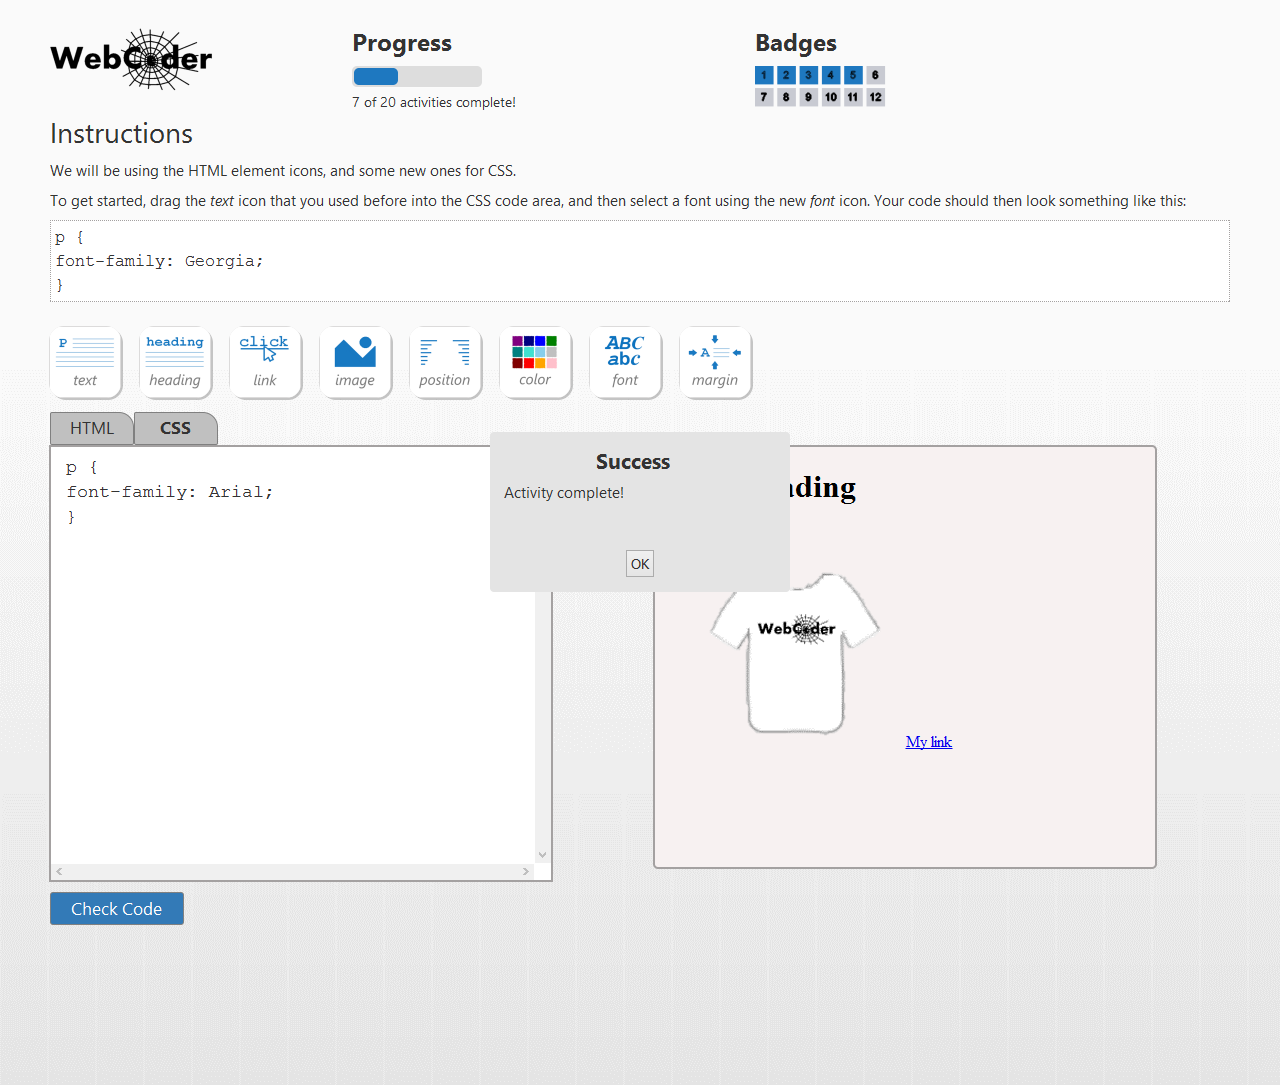 WebCoder
Progress
7 of 20 activities complete!
Badges
1 2 3 4 5 6
7 8 9 10 11 12
Instructions
We will be using the HTML element icons, and some new ones for CSS.
To get started, drag the text icon that you used before into the CSS code area, and then select a font using the new font icon. Your code should then look something like this:
p {
font-family: Georgia;
}
P
text
heading
heading
click
link
image
position
color
ABC
abc
font
A
margin
HTML CSS
p {
font-family: Arial;
}
Success
Activity complete!
OK
WebCoder
My link
Check Code